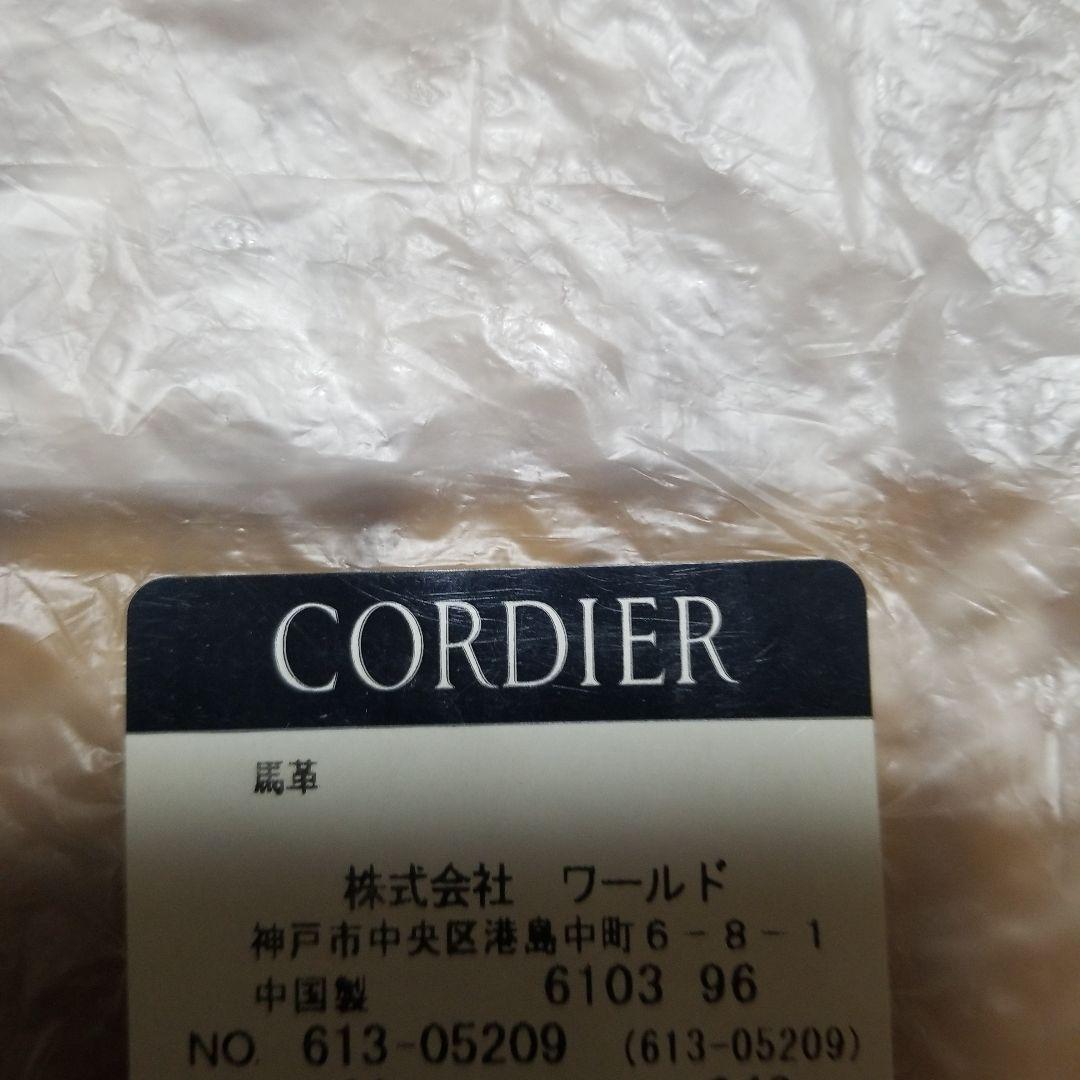 CORDIER
馬革
株式会社 ワールド
神戸市中央区港島中町6-8-1
中国製 6103 96
NO. 613-05209 (613-05209)